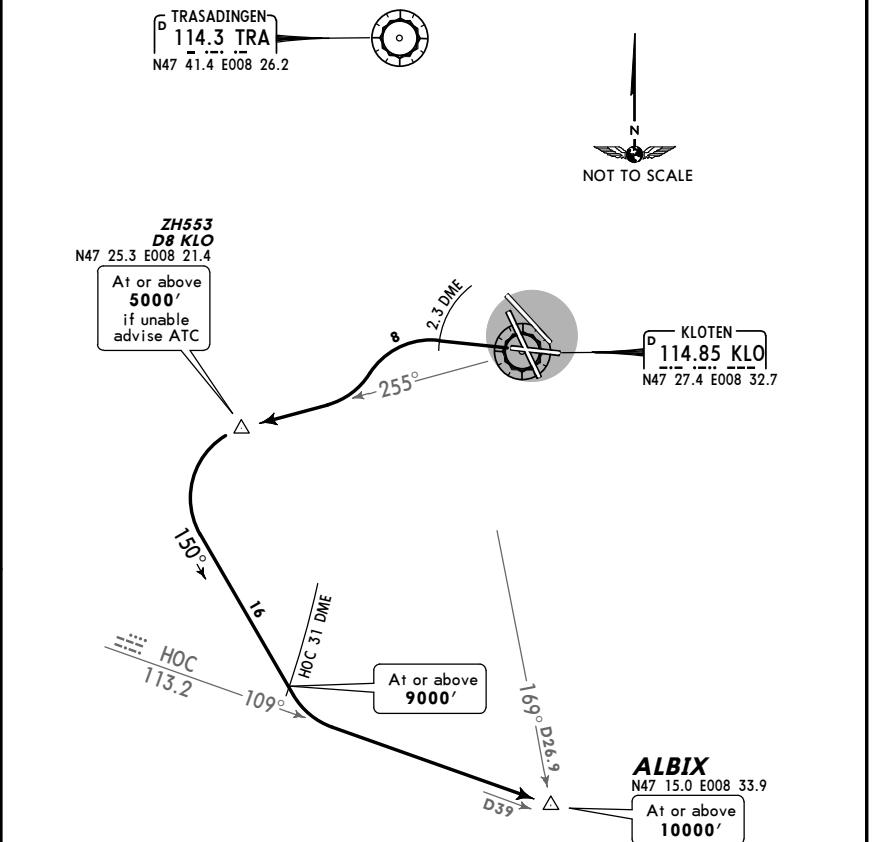 TRASADINGEN
D
114.3 TRA
N47 41.4 E008 26.2
N
NOT TO SCALE
ZH553
D8 KLO
N47 25.3 E008 21.4
At or above
5000′
if unable
advise ATC
2.3 DME
8
255°
KLOTEN
D
114.85 KLO
N47 27.4 E008 32.7
150°
16
HOC 31 DME
HOC
113.2
109°
At or above
9000′
169°
D26.9
D39
ALBIX
N47 15.0 E008 33.9
At or above
10000′